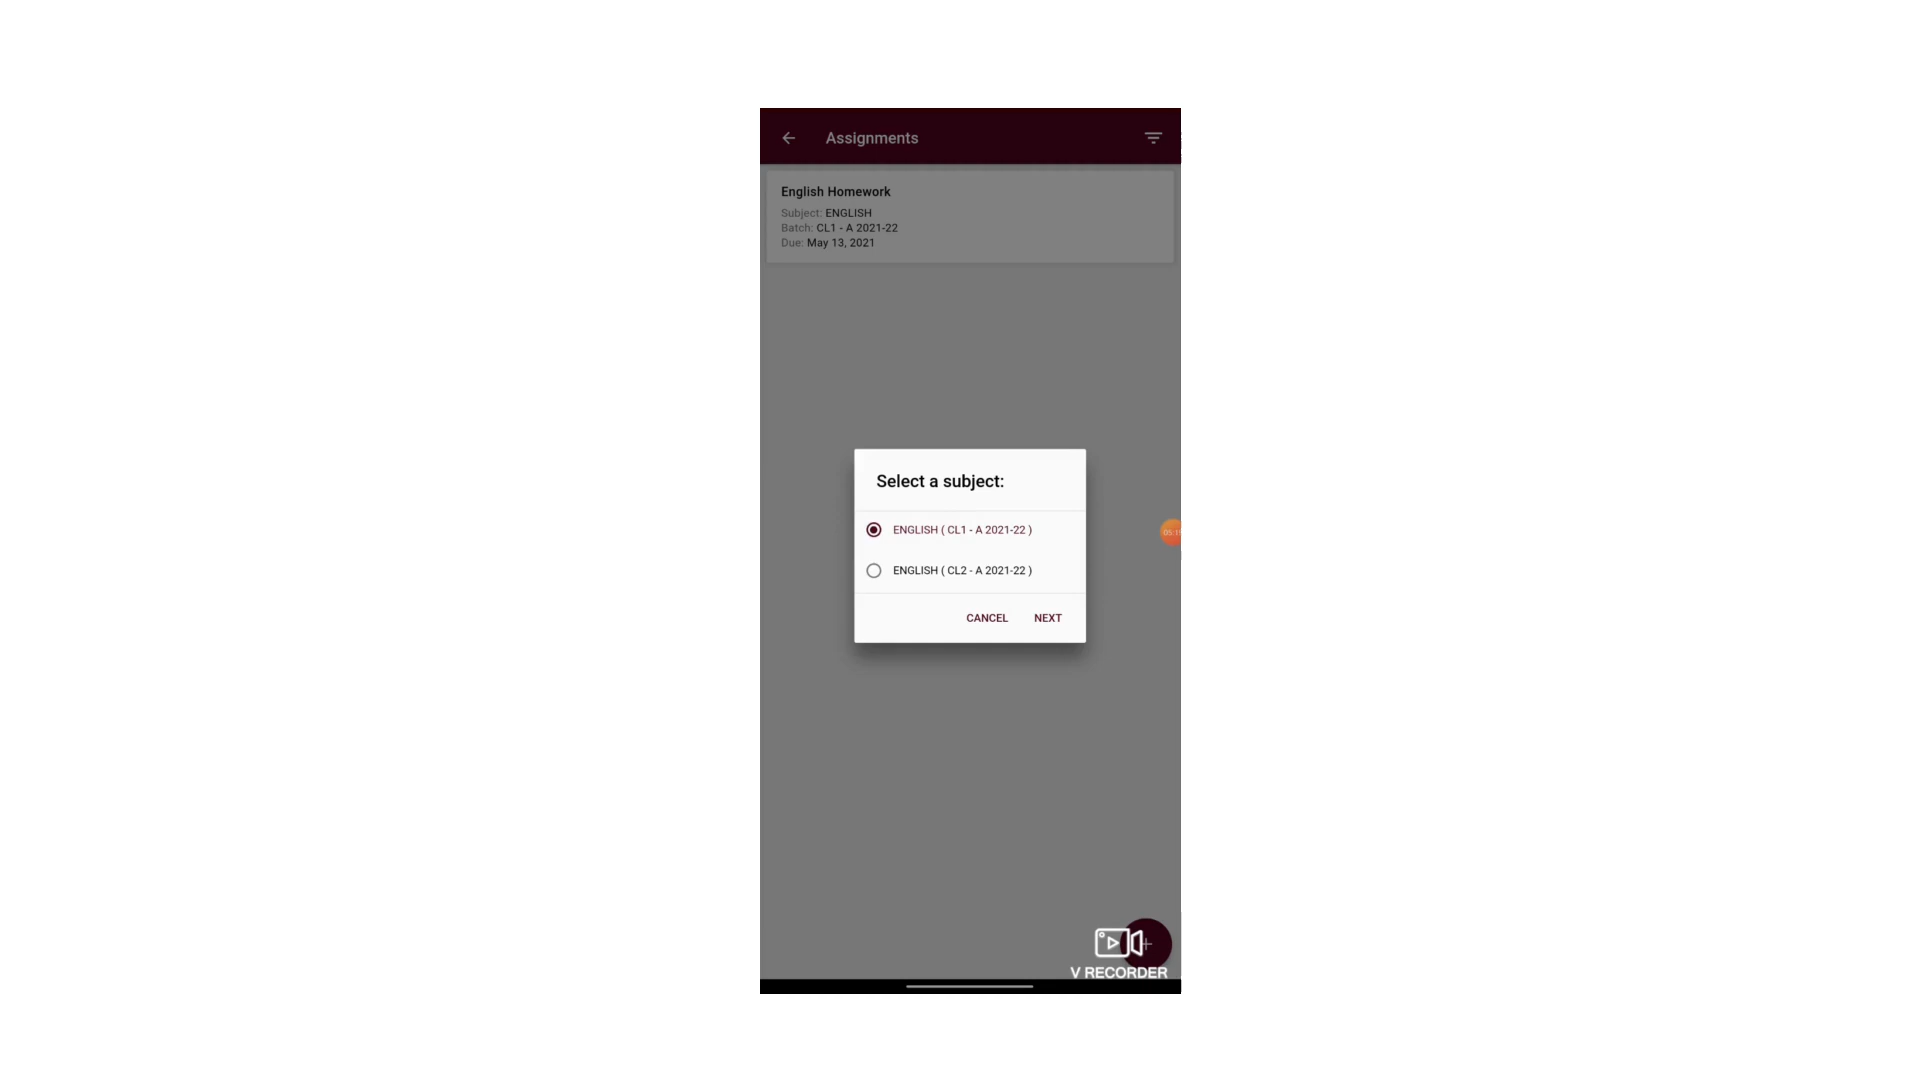 Assignments
English Homework
Subject: ENGLISH
Batch: CL1 - A 2021-22
Due: May 13, 2021
Select a subject:
ENGLISH ( CL1 - A 2021-22 )
ENGLISH ( CL2 - A 2021-22 )
CANCEL NEXT
V RECORDER